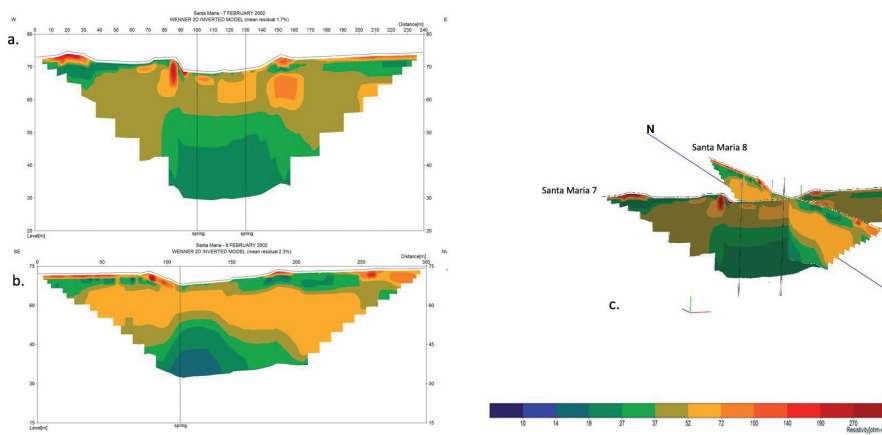 Santa Maria - 7 FEBRUARY 2002
WENNER 2D INVERTED MODEL (mean residual 1.7%)
W
Distance[m]
E
0 10 20 30 40 50 60 70 80 90 100 110 120 130 140 150 160 170 180 190 200 210 220 230 240
a.
80 80
70 70
60 60
50 50
40 40
30 30
20 20
Level[m]
spring spring
Santa Maria - 8 FEBRUARY 2002
WENNER 2D INVERTED MODEL (mean residual 2.3%)
SE
Distance[m]
0 50 100 150 200 250 300
b.
75 75
60 60
45 45
30 30
15 15
Level[m]
spring
N
Santa Maria 8
Santa Maria 7
c.
10 14 19 27 37 52 72 100 140 190 270